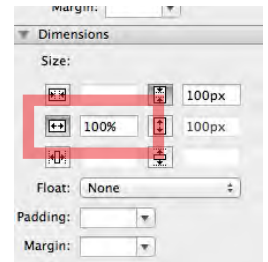 Margin:
Dimensions
Size:
100px
100% 100px
Float: None
Padding:
Margin: